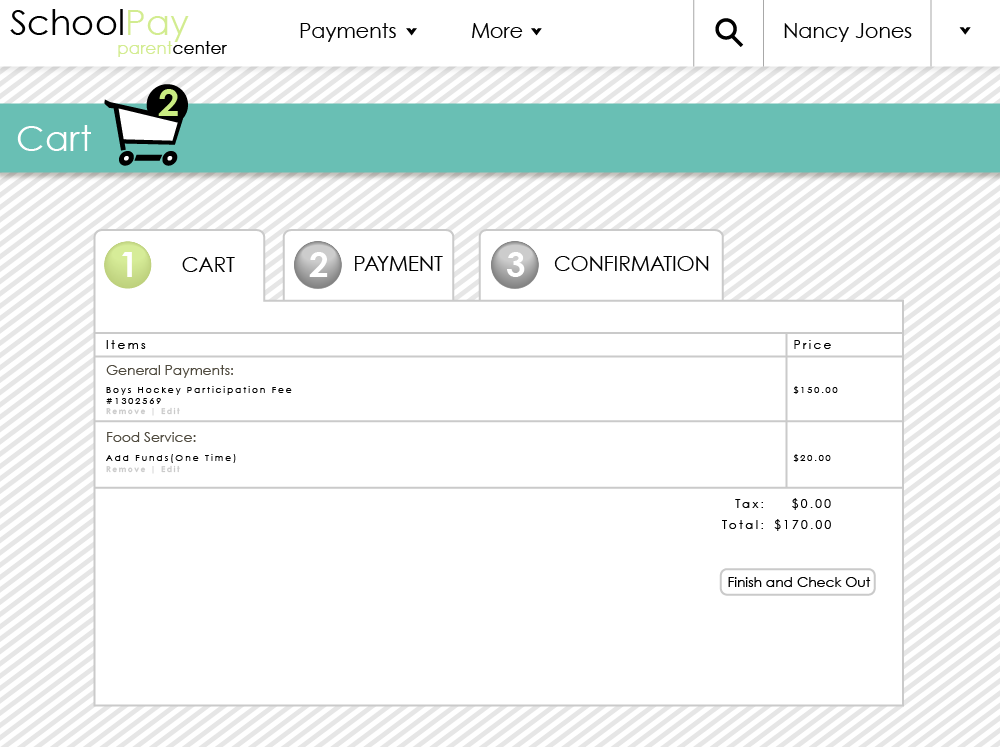 SchoolPay
parentcenter
Payments
More
Nancy Jones
Cart
2
1 CART
2 PAYMENT
3 CONFIRMATION
Items Price
General Payments:
Boys Hockey Participation Fee $150.00
#1302569
Remove | Edit
Food Service:
Add Funds(One Time) $20.00
Remove | Edit
Tax: $0.00
Total: $170.00
Finish and Check Out